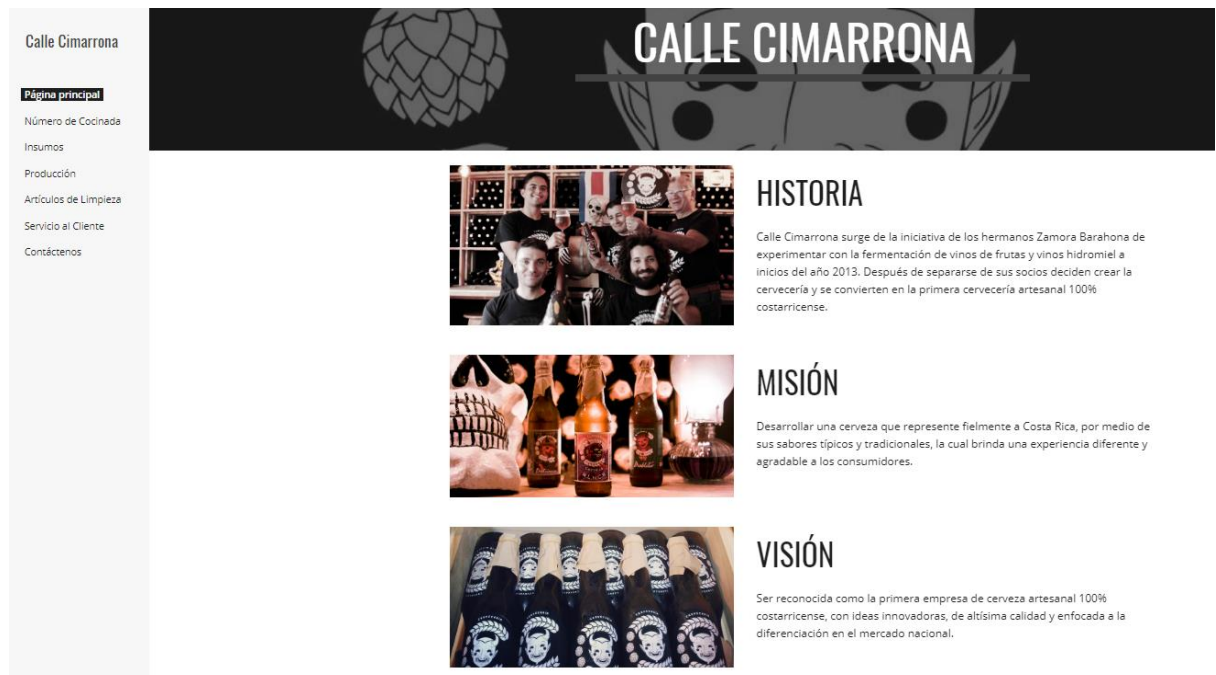 Calle Cimarrona
Página principal
Número de Cocinada
Insumos
Producción
Artículos de Limpieza
Servicio al Cliente
Contáctenos
CALLE CIMARRONA
HISTORIA
Calle Cimarrona surge de la iniciativa de los hermanos Zamora Barahona de
experimentar con la fermentación de vinos de frutas y vinos hidromiel a
inicios del año 2013. Después de separarse de sus socios deciden crear la
cervecería y se convierten en la primera cervecería artesanal 100%
costarricense.
MISIÓN
Desarrollar una cerveza que represente fielmente a Costa Rica, por medio de
sus sabores típicos y tradicionales, la cual brinda una experiencia diferente y
agradable a los consumidores.
VISIÓN
Ser reconocida como la primera empresa de cerveza artesanal 100%
costarricense, con ideas innovadoras, de altísima calidad y enfocada a la
diferenciación en el mercado nacional.